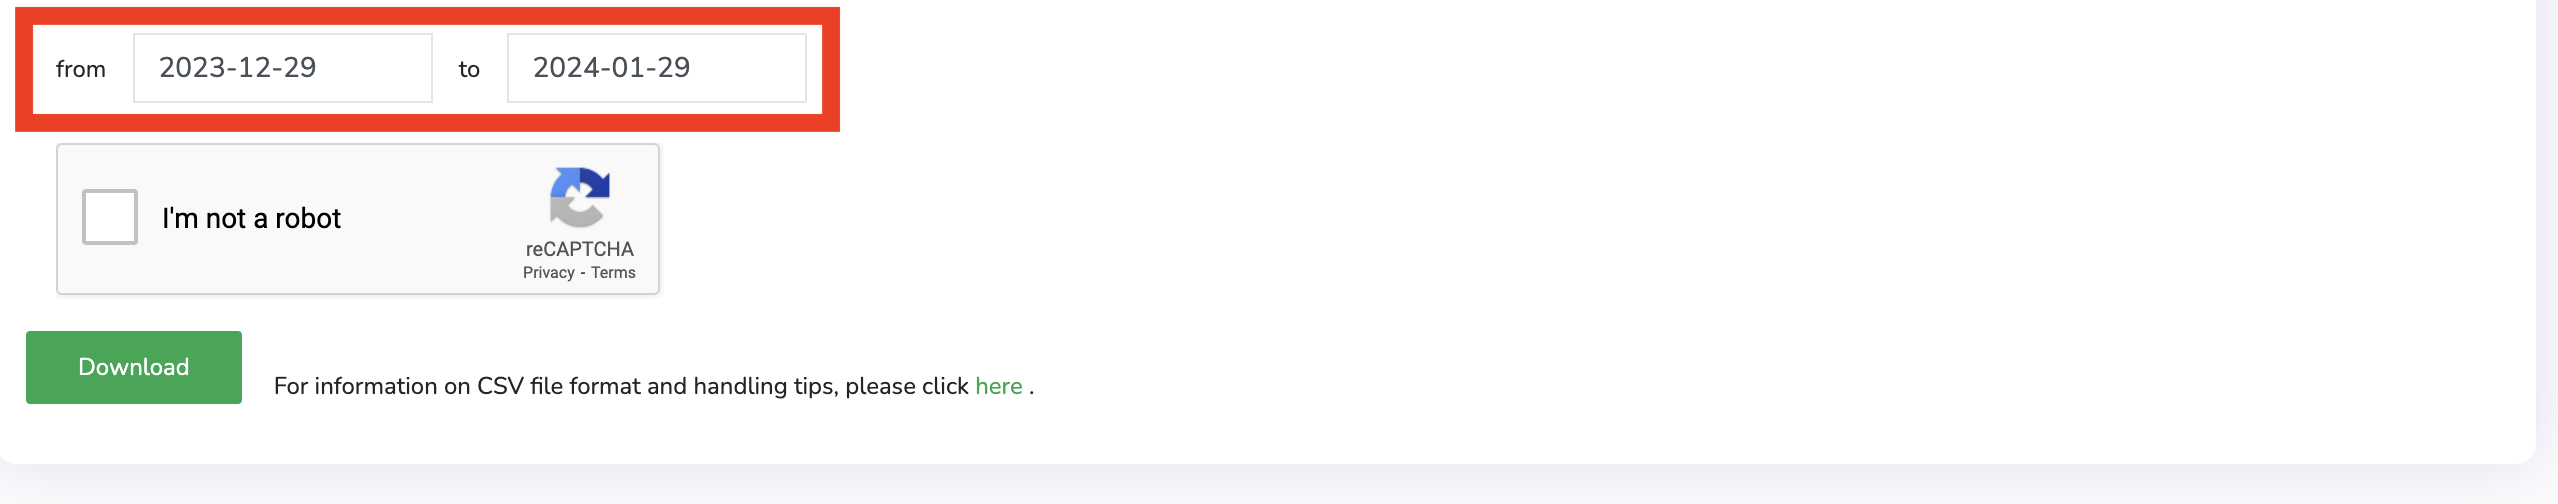 from 2023-12-29 to 2024-01-29
I'm not a robot
reCAPTCHA
Privacy - Terms
Download
For information on CSV file format and handling tips, please click here .